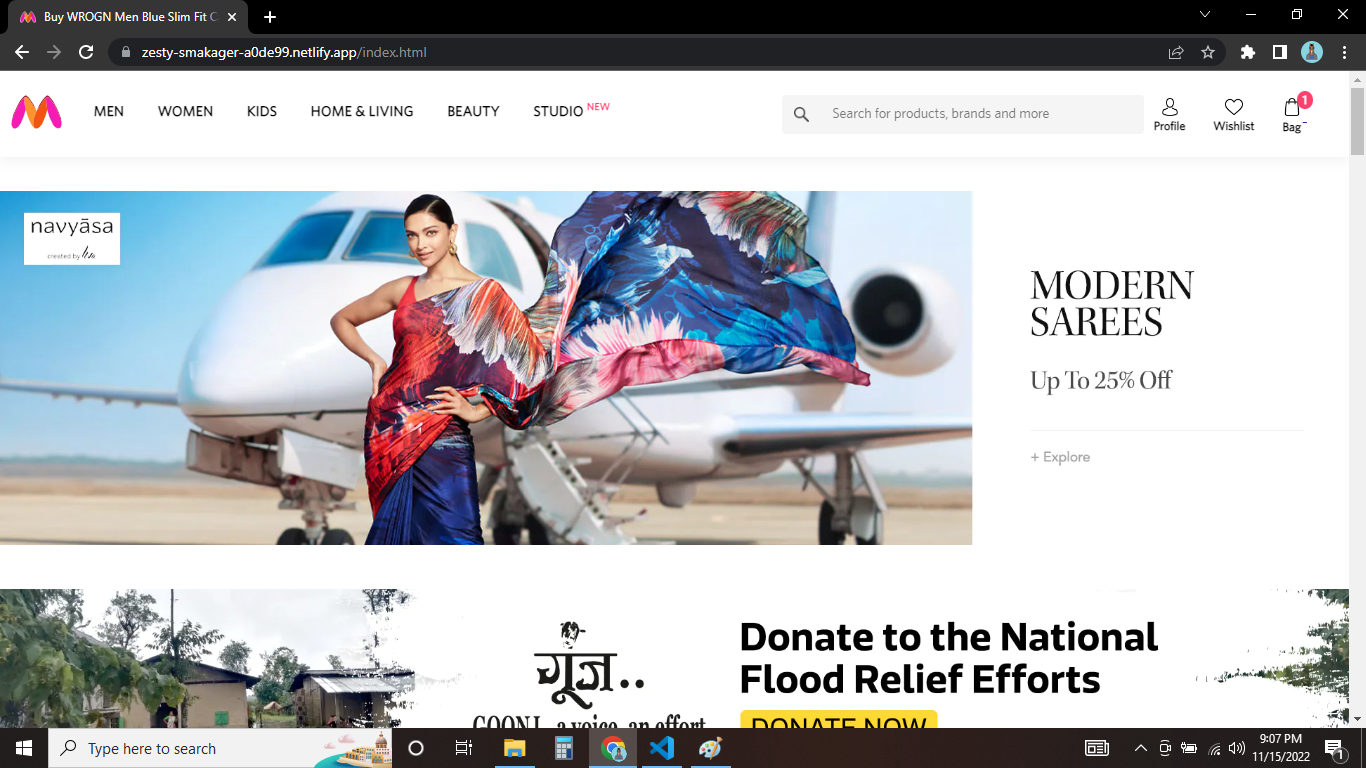 Buy WROGN Men Blue Slim Fit C
zesty-smakager-a0de99.netlify.app/index.html
MEN WOMEN KIDS HOME & LIVING BEAUTY STUDIO NEW
Search for products, brands and more
Profile Wishlist Bag 1
navyāsa
created by
MODERN
SAREES
Up To 25% Off
+ Explore
गूंज..
GOONJ.. a voice, an effort
Donate to the National
Flood Relief Efforts
DONATE NOW
Type here to search
9:07 PM
11/15/2022
1